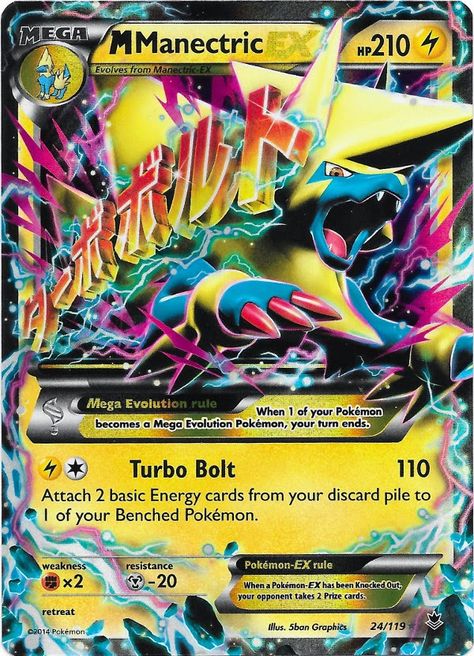 MEGA
M Manectric EX
HP210
Evolves from Manectric-EX
ターボボルト
Mega Evolution rule
When 1 of your Pokémon
becomes a Mega Evolution Pokémon, your turn ends.
Turbo Bolt 110
Attach 2 basic Energy cards from your discard pile to
1 of your Benched Pokémon.
weakness resistance
×2 -20
retreat
Pokémon-EX rule
When a Pokémon-EX has been Knocked Out,
your opponent takes 2 Prize cards.
©2014 Pokémon Illus. 5ban Graphics 24/119